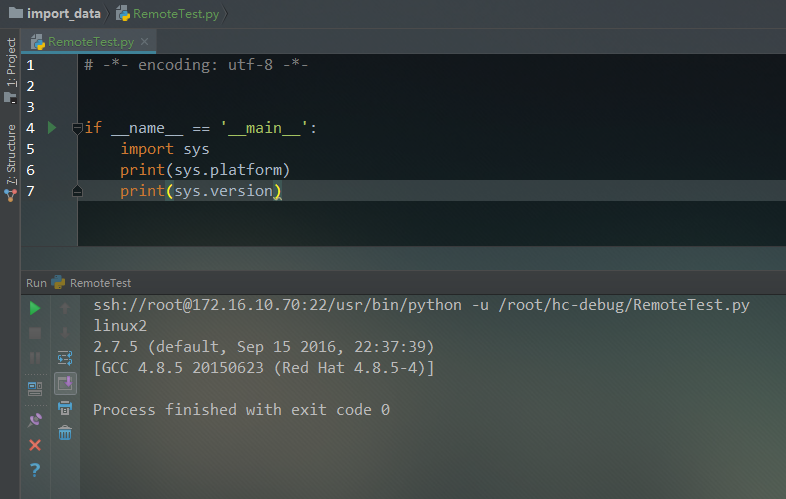 import_data RemoteTest.py
RemoteTest.py
1: Project
7: Structure
1 # -*- encoding: utf-8 -*-
2
3
4 if __name__ == '__main__':
5 import sys
6 print(sys.platform)
7 print(sys.version)
Run RemoteTest
ssh://root@172.16.10.70:22/usr/bin/python -u /root/hc-debug/RemoteTest.py
linux2
2.7.5 (default, Sep 15 2016, 22:37:39)
[GCC 4.8.5 20150623 (Red Hat 4.8.5-4)]
Process finished with exit code 0